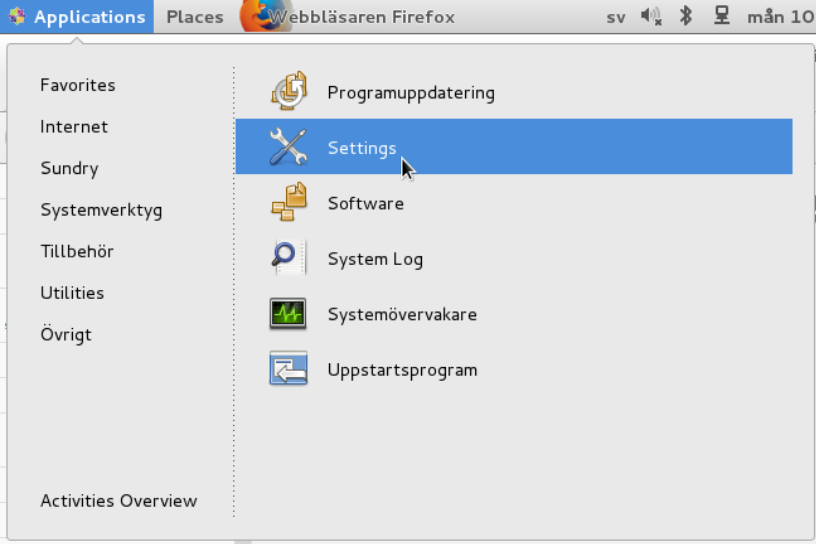 Applications Places Webbläsaren Firefox sv mån 10
Favorites
Internet
Sundry
Systemverktyg
Tillbehör
Utilities
Övrigt
Activities Overview
Programuppdatering
Settings
Software
System Log
Systemövervakare
Uppstartsprogram